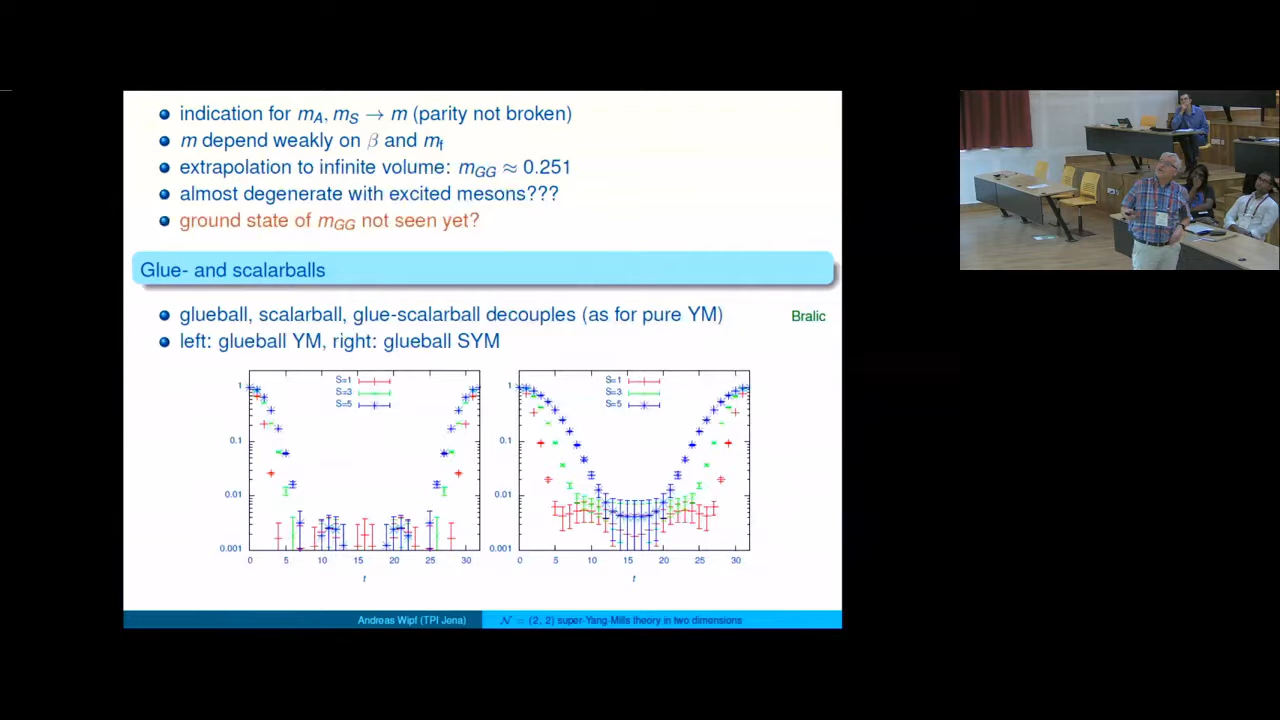 indication for m_A, m_S → m (parity not broken)
m depend weakly on β and m_f
extrapolation to infinite volume: m_GG ≈ 0.251
almost degenerate with excited mesons???
ground state of m_GG not seen yet?
Glue- and scalarballs
glueball, scalarball, glue-scalarball decouples (as for pure YM) Bralic
left: glueball YM, right: glueball SYM
S=1
S=3
S=5
1
0.1
0.01
0.001
0 5 10 15 20 25 30
t
S=1
S=3
S=5
1
0.1
0.01
0.001
0 5 10 15 20 25 30
t
Andreas Wipf (TPI Jena) N = (2, 2) super-Yang-Mills theory in two dimensions